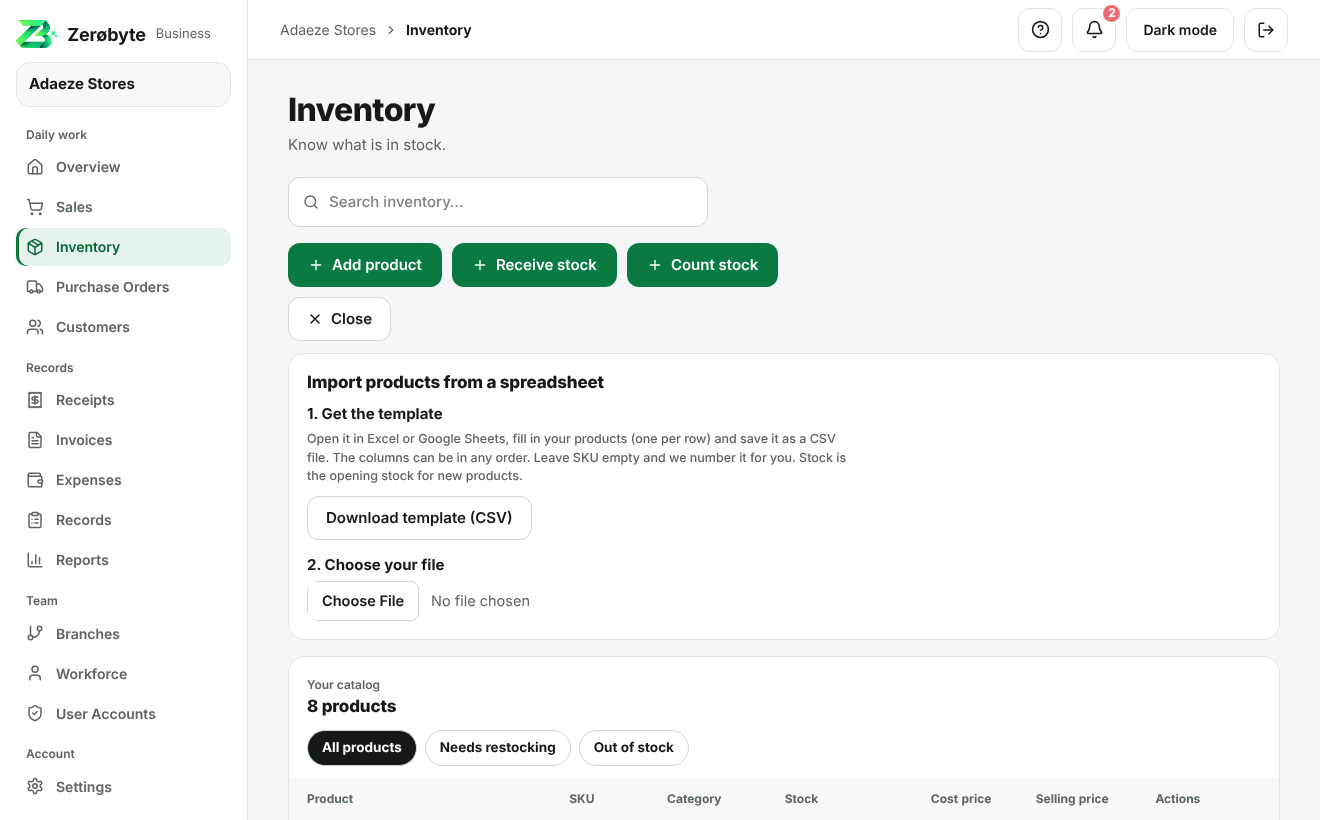 Zerøbyte Business
Adaeze Stores
Daily work
Overview
Sales
Inventory
Purchase Orders
Customers
Records
Receipts
Invoices
Expenses
Records
Reports
Team
Branches
Workforce
User Accounts
Account
Settings
Adaeze Stores > Inventory
2
Dark mode
Inventory
Know what is in stock.
Search inventory...
+ Add product
+ Receive stock
+ Count stock
Close
Import products from a spreadsheet
1. Get the template
Open it in Excel or Google Sheets, fill in your products (one per row) and save it as a CSV
file. The columns can be in any order. Leave SKU empty and we number it for you. Stock is
the opening stock for new products.
Download template (CSV)
2. Choose your file
Choose File No file chosen
Your catalog
8 products
All products Needs restocking Out of stock
Product SKU Category Stock Cost price Selling price Actions